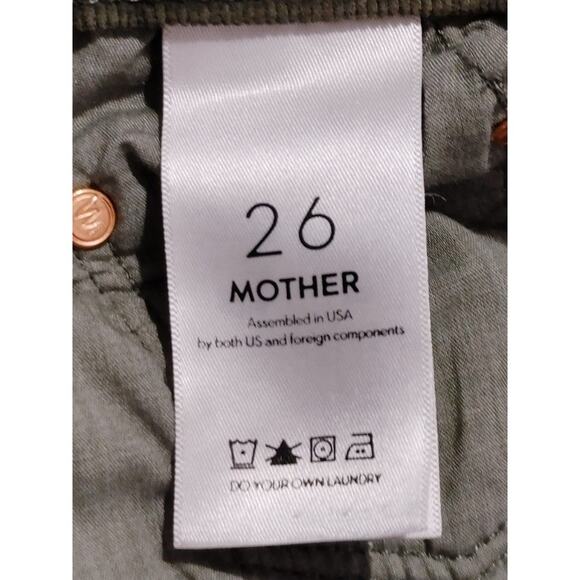 26
MOTHER
Assembled in USA
by both US and foreign components
DO YOUR OWN LAUNDRY